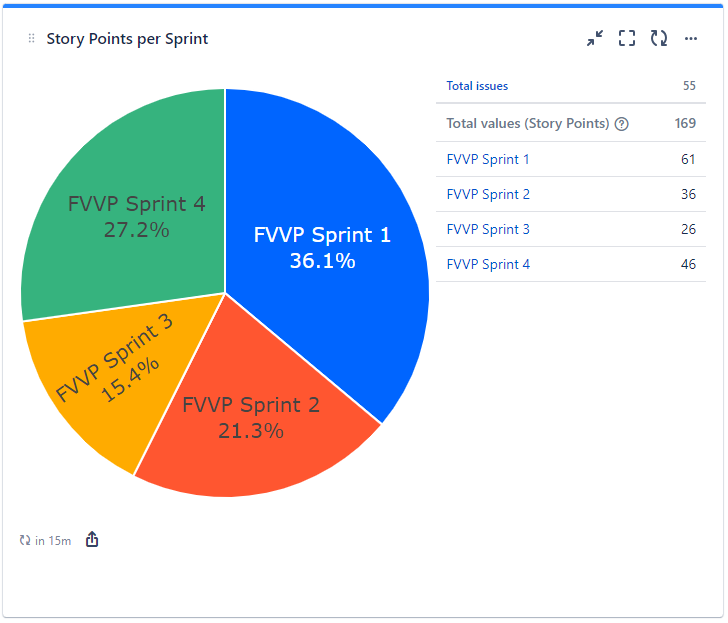 Story Points per Sprint
FVVP Sprint 4
27.2%
FVVP Sprint 1
36.1%
FVVP Sprint 3
15.4%
FVVP Sprint 2
21.3%
Total issues 55
Total values (Story Points) ? 169
FVVP Sprint 1 61
FVVP Sprint 2 36
FVVP Sprint 3 26
FVVP Sprint 4 46
in 15m